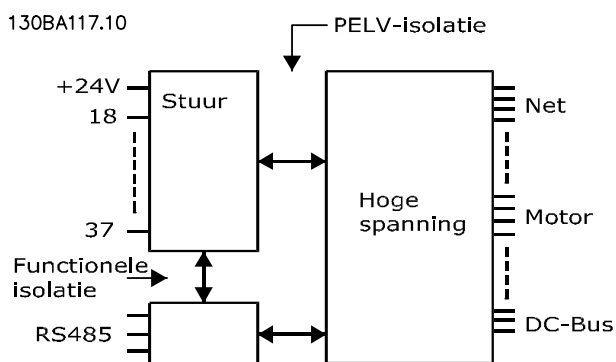 130BA117.10
PELV-isolatie
+24V
Stuur
18
Net
37
Hoge
spanning
Motor
Functionele
isolatie
RS485
DC-Bus